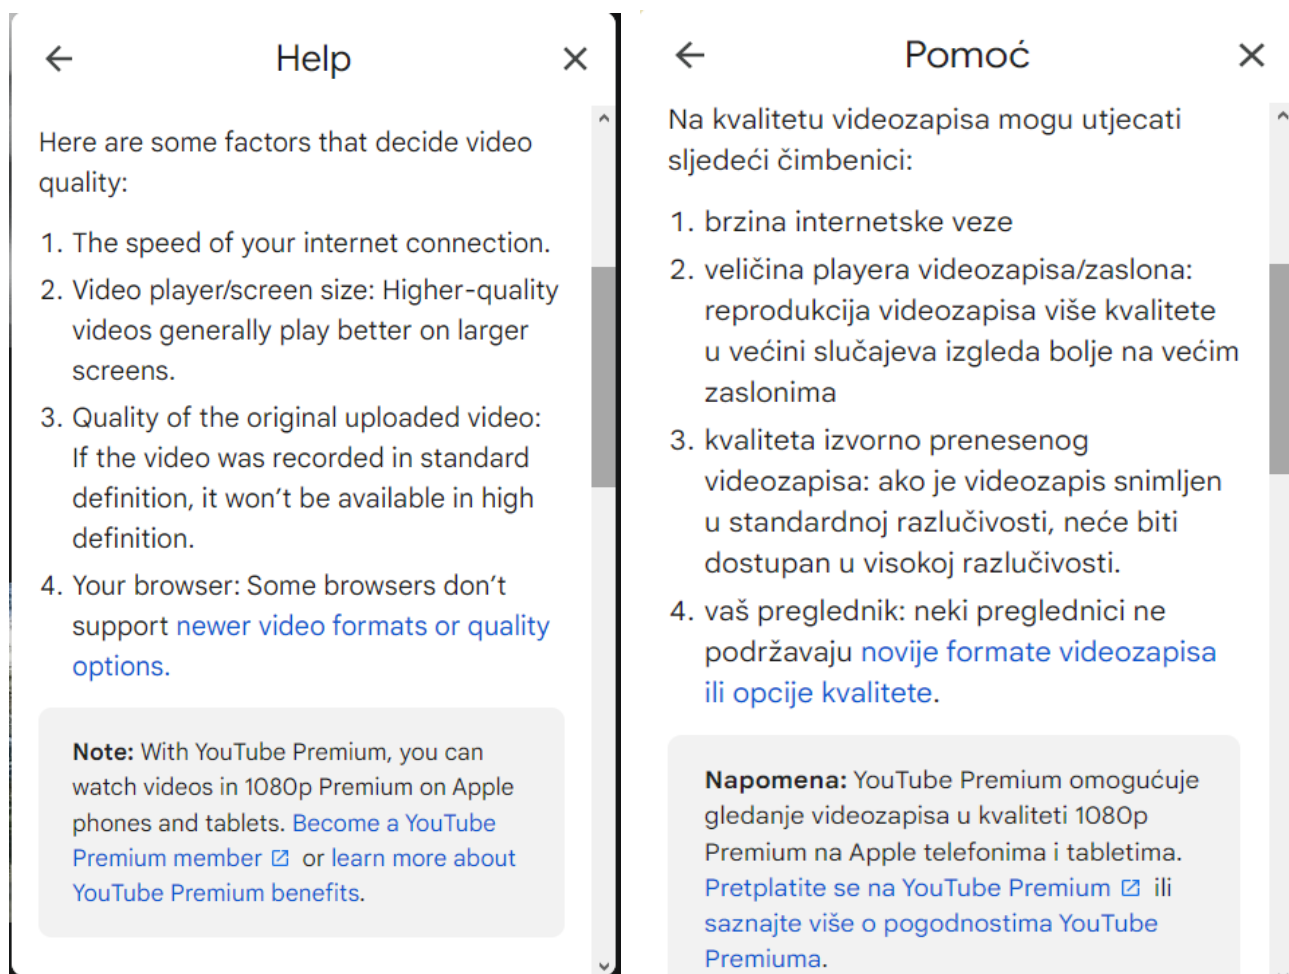 Help
Here are some factors that decide video
quality:
1. The speed of your internet connection.
2. Video player/screen size: Higher-quality
videos generally play better on larger
screens.
3. Quality of the original uploaded video:
If the video was recorded in standard
definition, it won't be available in high
definition.
4. Your browser: Some browsers don't
support newer video formats or quality
options.
Note: With YouTube Premium, you can
watch videos in 1080p Premium on Apple
phones and tablets. Become a YouTube
Premium member or learn more about
YouTube Premium benefits.
Pomoć
Na kvalitetu videozapisa mogu utjecati
sljedeći čimbenici:
1. brzina internetske veze
2. veličina playera videozapisa/zaslona:
reprodukcija videozapisa više kvalitete
u većini slučajeva izgleda bolje na većim
zaslonima
3. kvaliteta izvorno prenesenog
videozapisa: ako je videozapis snimljen
u standardnoj razlučivosti, neće biti
dostupan u visokoj razlučivosti.
4. vaš preglednik: neki preglednici ne
podržavaju novije formate videozapisa
ili opcije kvalitete.
Napomena: YouTube Premium omogućuje
gledanje videozapisa u kvaliteti 1080p
Premium na Apple telefonima i tabletima.
Pretplatite se na YouTube Premium ili
saznajte više o pogodnostima YouTube
Premiuma.